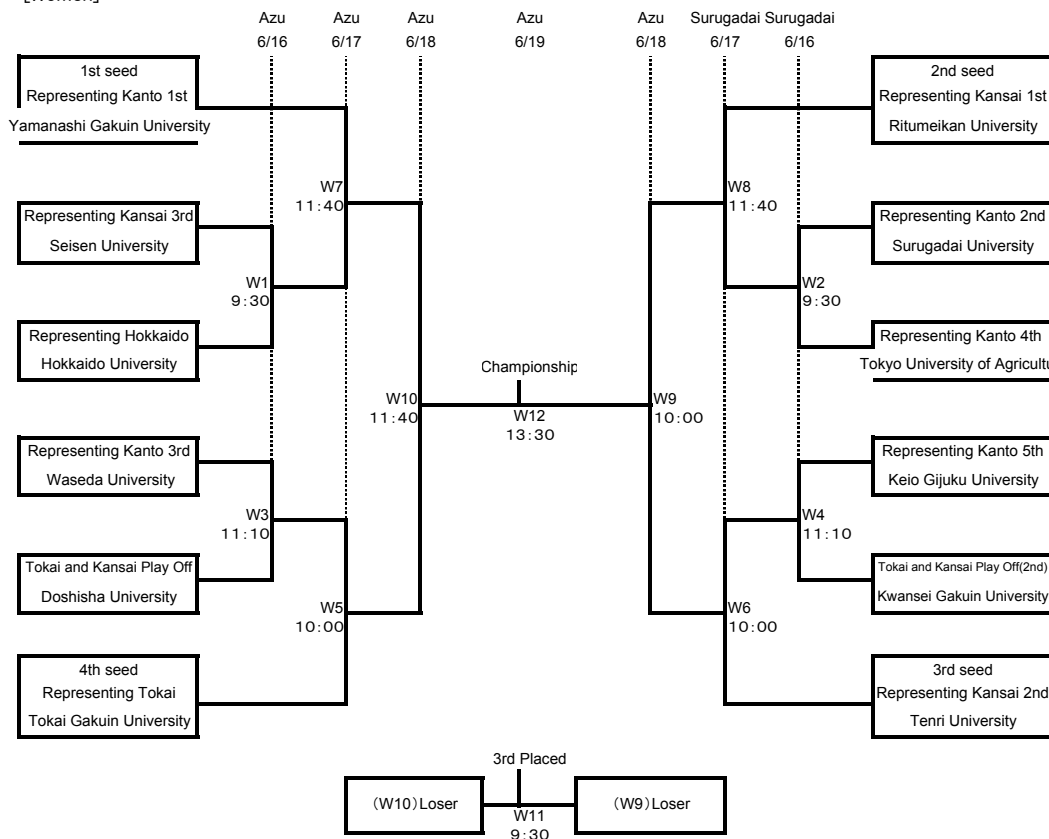 [Women]
Azu Azu Azu Azu Azu Surugadai Surugadai
6/16 6/17 6/18 6/19 6/18 6/17 6/16
1st seed
Representing Kanto 1st
Yamanashi Gakuin University
2nd seed
Representing Kansai 1st
Ritumeikan University
W7
11:40
W8
11:40
Representing Kansai 3rd
Seisen University
Representing Kanto 2nd
Surugadai University
W1
9:30
W2
9:30
Representing Hokkaido
Hokkaido University
Representing Kanto 4th
Tokyo University of Agricultu
Championship
W10
11:40
W12
13:30
W9
10:00
Representing Kanto 3rd
Waseda University
Representing Kanto 5th
Keio Gijuku University
W3
11:10
W4
11:10
Tokai and Kansai Play Off
Doshisha University
Tokai and Kansai Play Off(2nd)
Kwansei Gakuin University
W5
10:00
W6
10:00
4th seed
Representing Tokai
Tokai Gakuin University
3rd seed
Representing Kansai 2nd
Tenri University
3rd Placed
(W10)Loser
(W9)Loser
W11
9:30